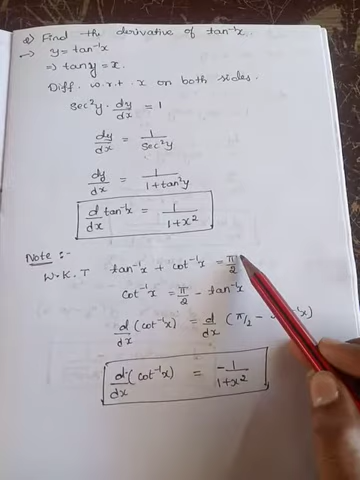 Q) Find the derivative of tan⁻¹x.
→ y = tan⁻¹x
⇒ tan y = x.
Diff. w.r.t. x on both sides.
sec²y · dy/dx = 1
dy/dx = 1/sec²y
dy/dx = 1/1+tan²y
d/dx tan⁻¹x = 1/1+x²
Note :-
W.K.T tan⁻¹x + cot⁻¹x = π/2
cot⁻¹x = π/2 - tan⁻¹x
d/dx (cot⁻¹x) = d/dx (π/2 - ⁻¹x)
d/dx (cot⁻¹x) = -1/1+x²